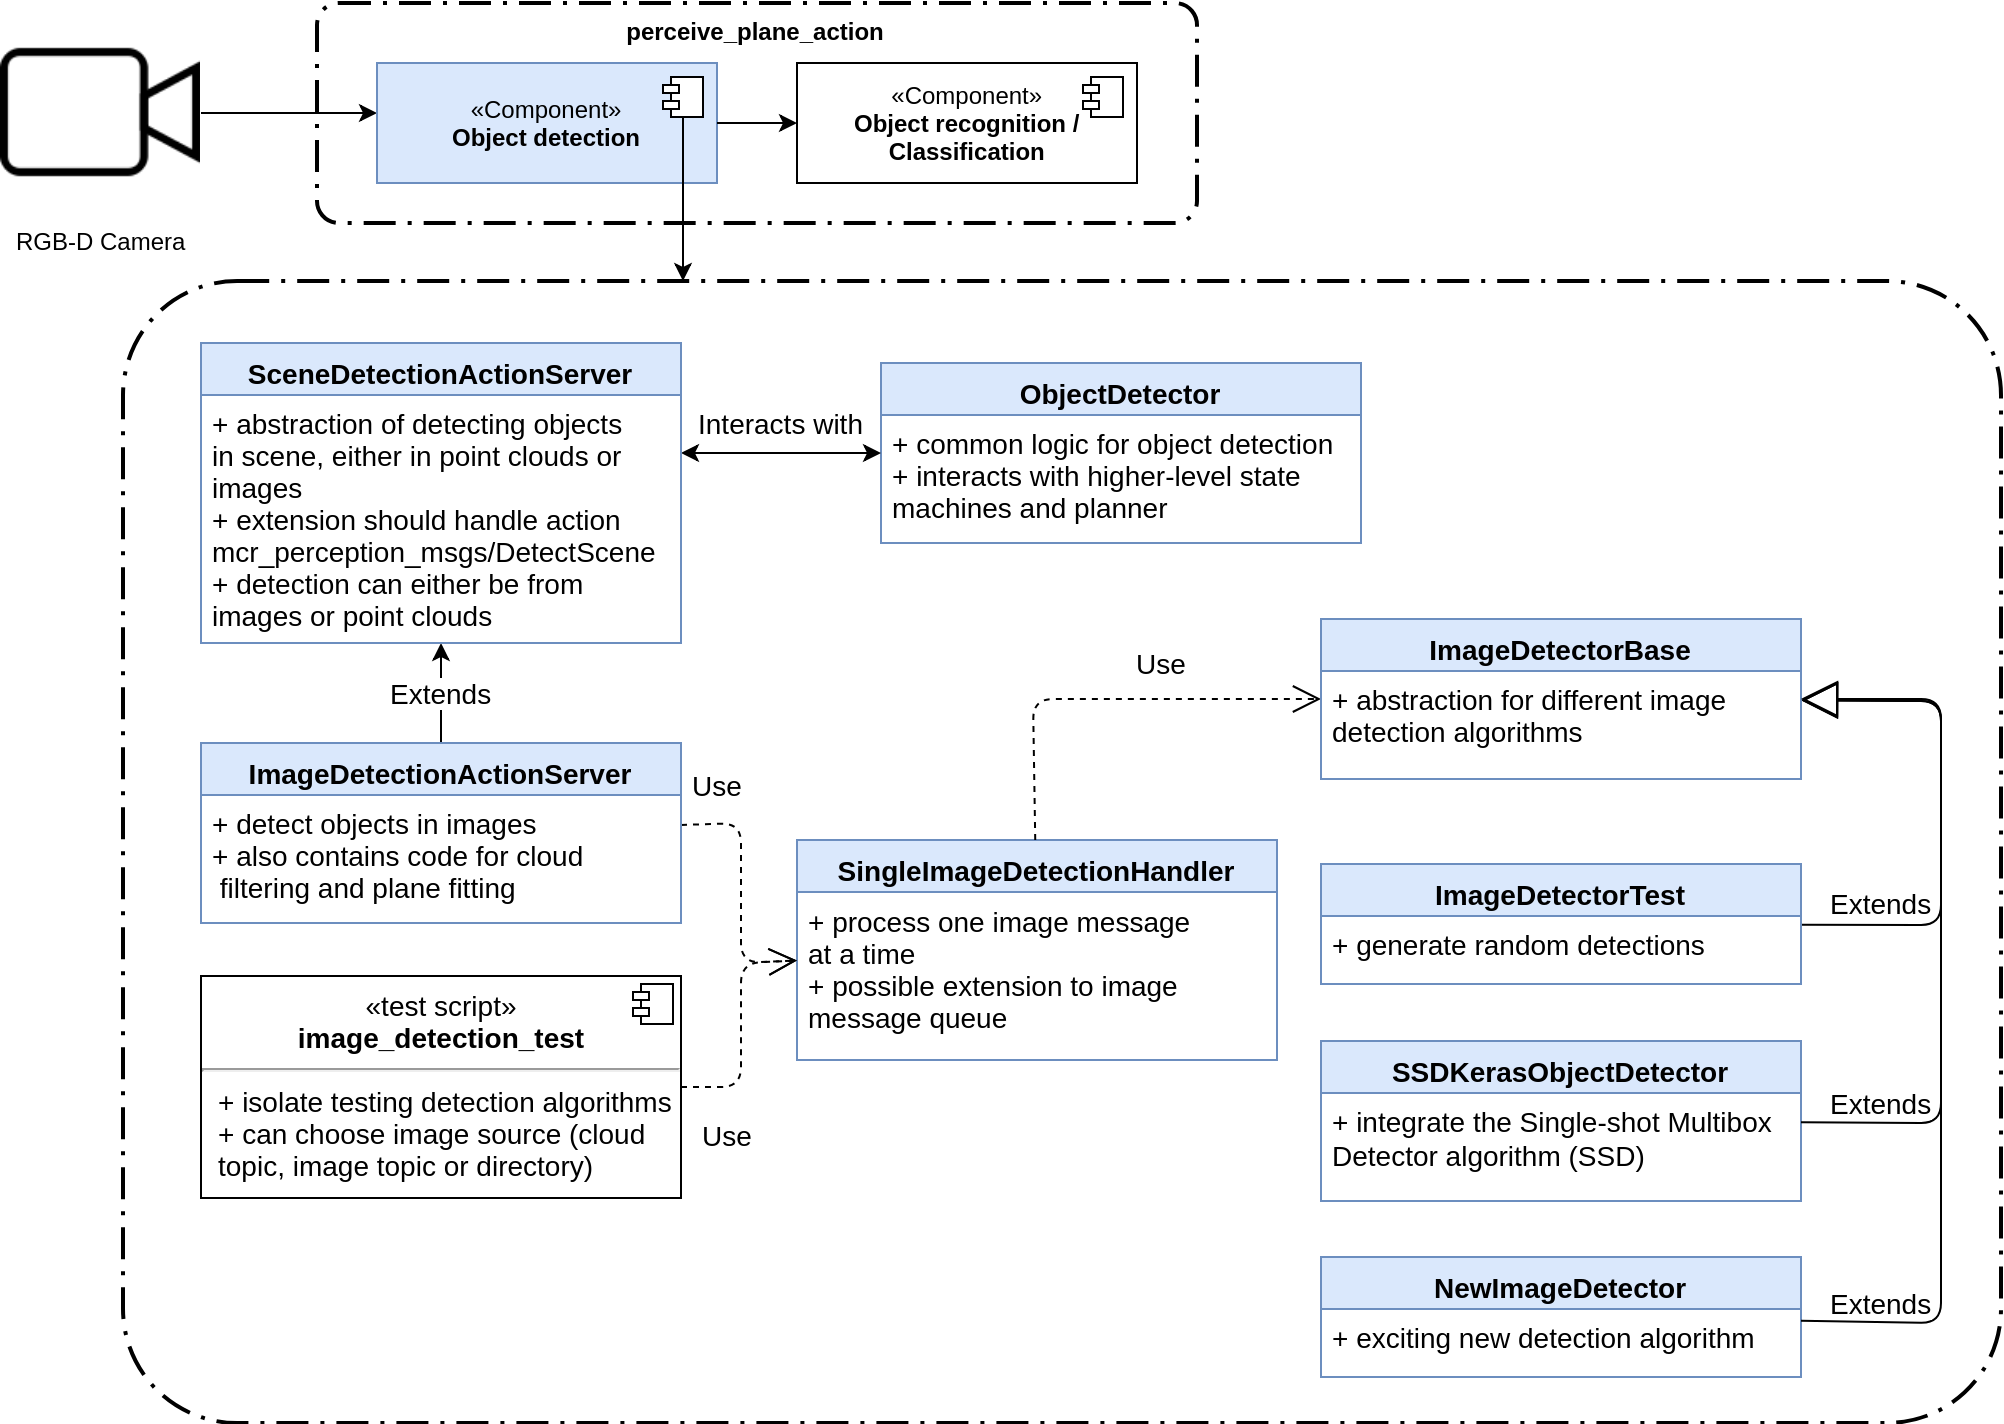 perceive_plane_action
«Component»
Object detection
«Component»
Object recognition /
Classification
RGB-D Camera
SceneDetectionActionServer
+ abstraction of detecting objects
in scene, either in point clouds or
images
+ extension should handle action
mcr_perception_msgs/DetectScene
+ detection can either be from
images or point clouds
Interacts with
ObjectDetector
+ common logic for object detection
+ interacts with higher-level state
machines and planner
Extends
ImageDetectionActionServer
+ detect objects in images
+ also contains code for cloud
filtering and plane fitting
Use
«test script»
image_detection_test
+ isolate testing detection algorithms
+ can choose image source (cloud
topic, image topic or directory)
Use
SingleImageDetectionHandler
+ process one image message
at a time
+ possible extension to image
message queue
Use
ImageDetectorBase
+ abstraction for different image
detection algorithms
ImageDetectorTest
+ generate random detections
Extends
SSDKerasObjectDetector
+ integrate the Single-shot Multibox
Detector algorithm (SSD)
Extends
NewImageDetector
+ exciting new detection algorithm
Extends